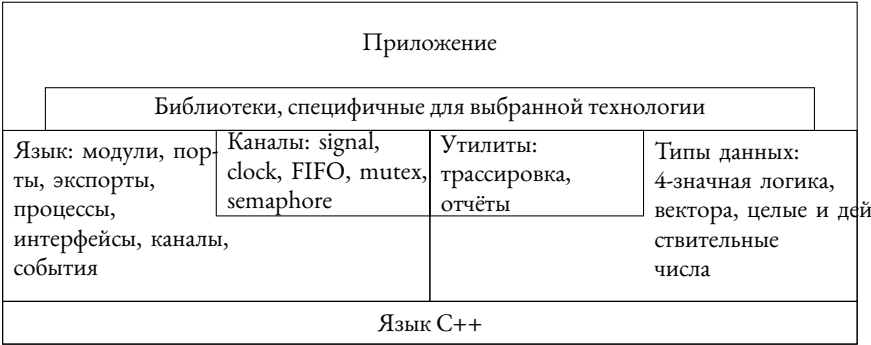 Приложение
Библиотеки, специфичные для выбранной технологии
Язык: модули, пор-
ты, экспорты,
процессы,
интерфейсы, каналы,
события
Каналы: signal,
clock, FIFO, mutex,
semaphore
Утилиты:
трассировка,
отчёты
Типы данных:
4-значная логика,
вектора, целые и дей
ствительные
числа
Язык C++